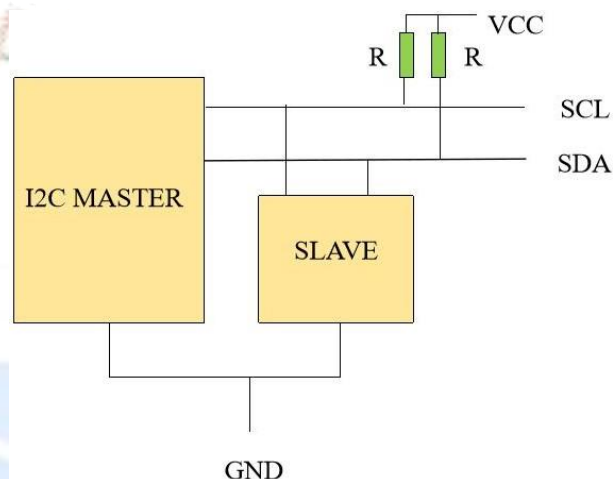 VCC
R R
SCL
SDA
I2C MASTER
SLAVE
GND